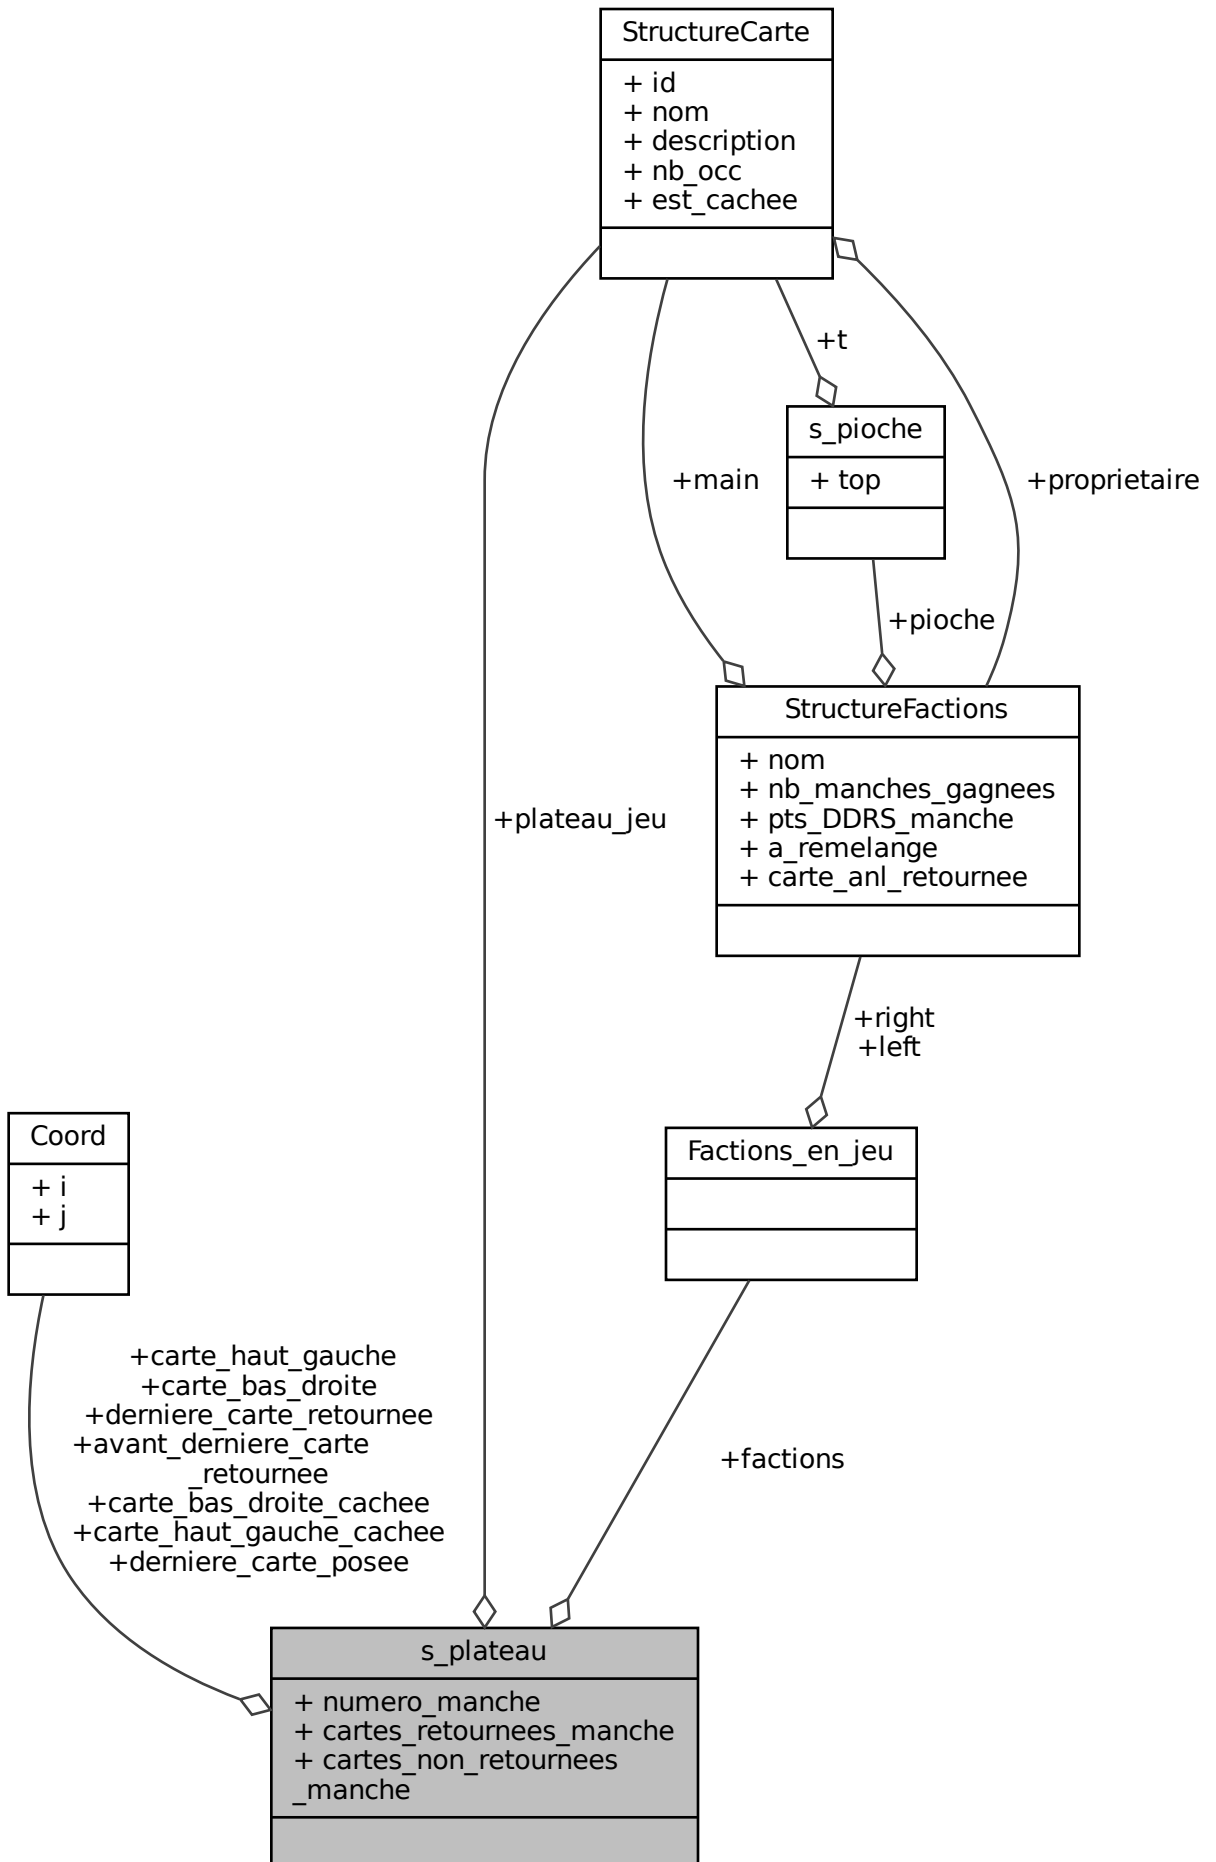 StructureCarte
+ id
+ nom
+ description
+ nb_occ
+ est_cachee
+t
s_pioche
+ top
+main
+proprietaire
+pioche
StructureFactions
+ nom
+ nb_manches_gagnees
+ pts_DDRS_manche
+ a_remelange
+ carte_anl_retournee
+plateau_jeu
+right
+left
Coord
+ i
+ j
Factions_en_jeu
+carte_haut_gauche
+carte_bas_droite
+derniere_carte_retournee
+avant_derniere_carte
_retournee
+carte_bas_droite_cachee
+carte_haut_gauche_cachee
+derniere_carte_posee
+factions
s_plateau
+ numero_manche
+ cartes_retournees_manche
+ cartes_non_retournees
_manche